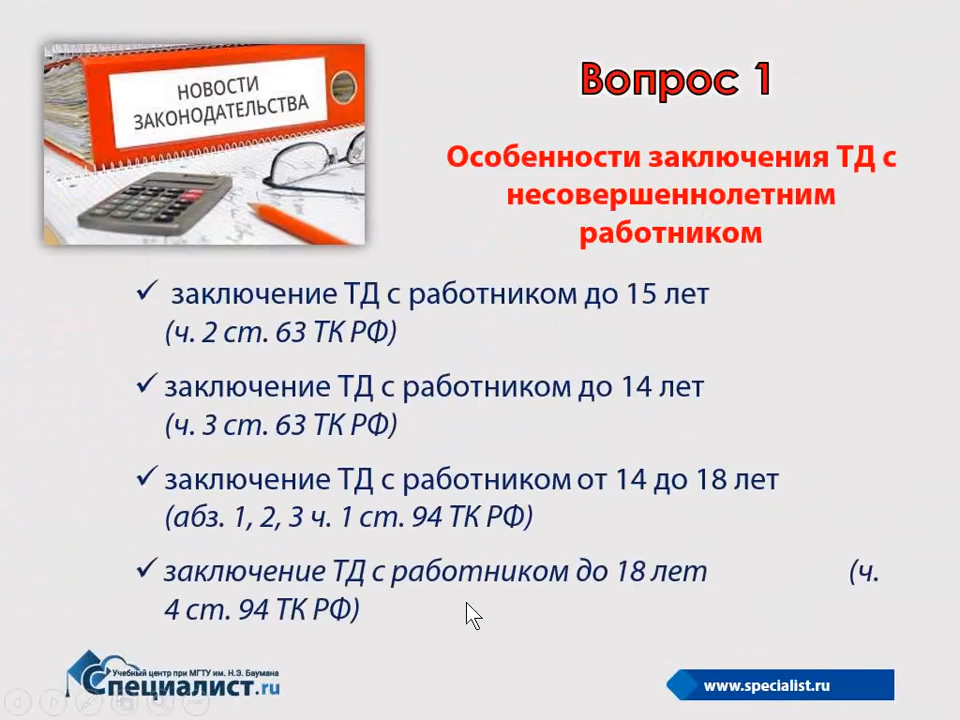 НОВОСТИ
ЗАКОНОДАТЕЛЬСТВА
Вопрос 1
Особенности заключения ТД с
несовершеннолетним
работником
✓ заключение ТД с работником до 15 лет
(ч. 2 ст. 63 ТК РФ)
✓ заключение ТД с работником до 14 лет
(ч. 3 ст. 63 ТК РФ)
✓ заключение ТД с работником от 14 до 18 лет
(абз. 1, 2, 3 ч. 1 ст. 94 ТК РФ)
✓ заключение ТД с работником до 18 лет (ч.
4 ст. 94 ТК РФ)
Учебный центр при МГТУ им. Н.Э. Баумана
Специалист.ru
www.specialist.ru